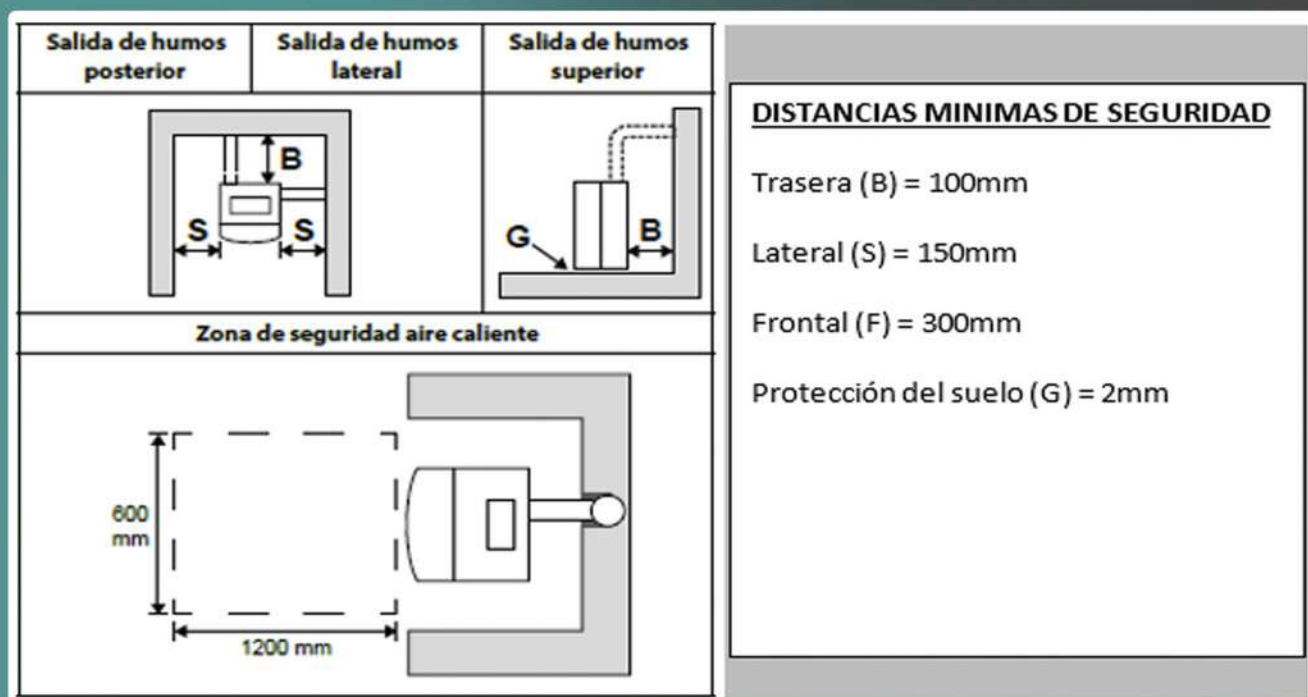 Salida de humos
posterior
Salida de humos
lateral
Salida de humos
superior
B
S
S
G
B
Zona de seguridad aire caliente
600
mm
1200 mm
DISTANCIAS MINIMAS DE SEGURIDAD
Trasera (B) = 100mm
Lateral (S) = 150mm
Frontal (F) = 300mm
Protección del suelo (G) = 2mm